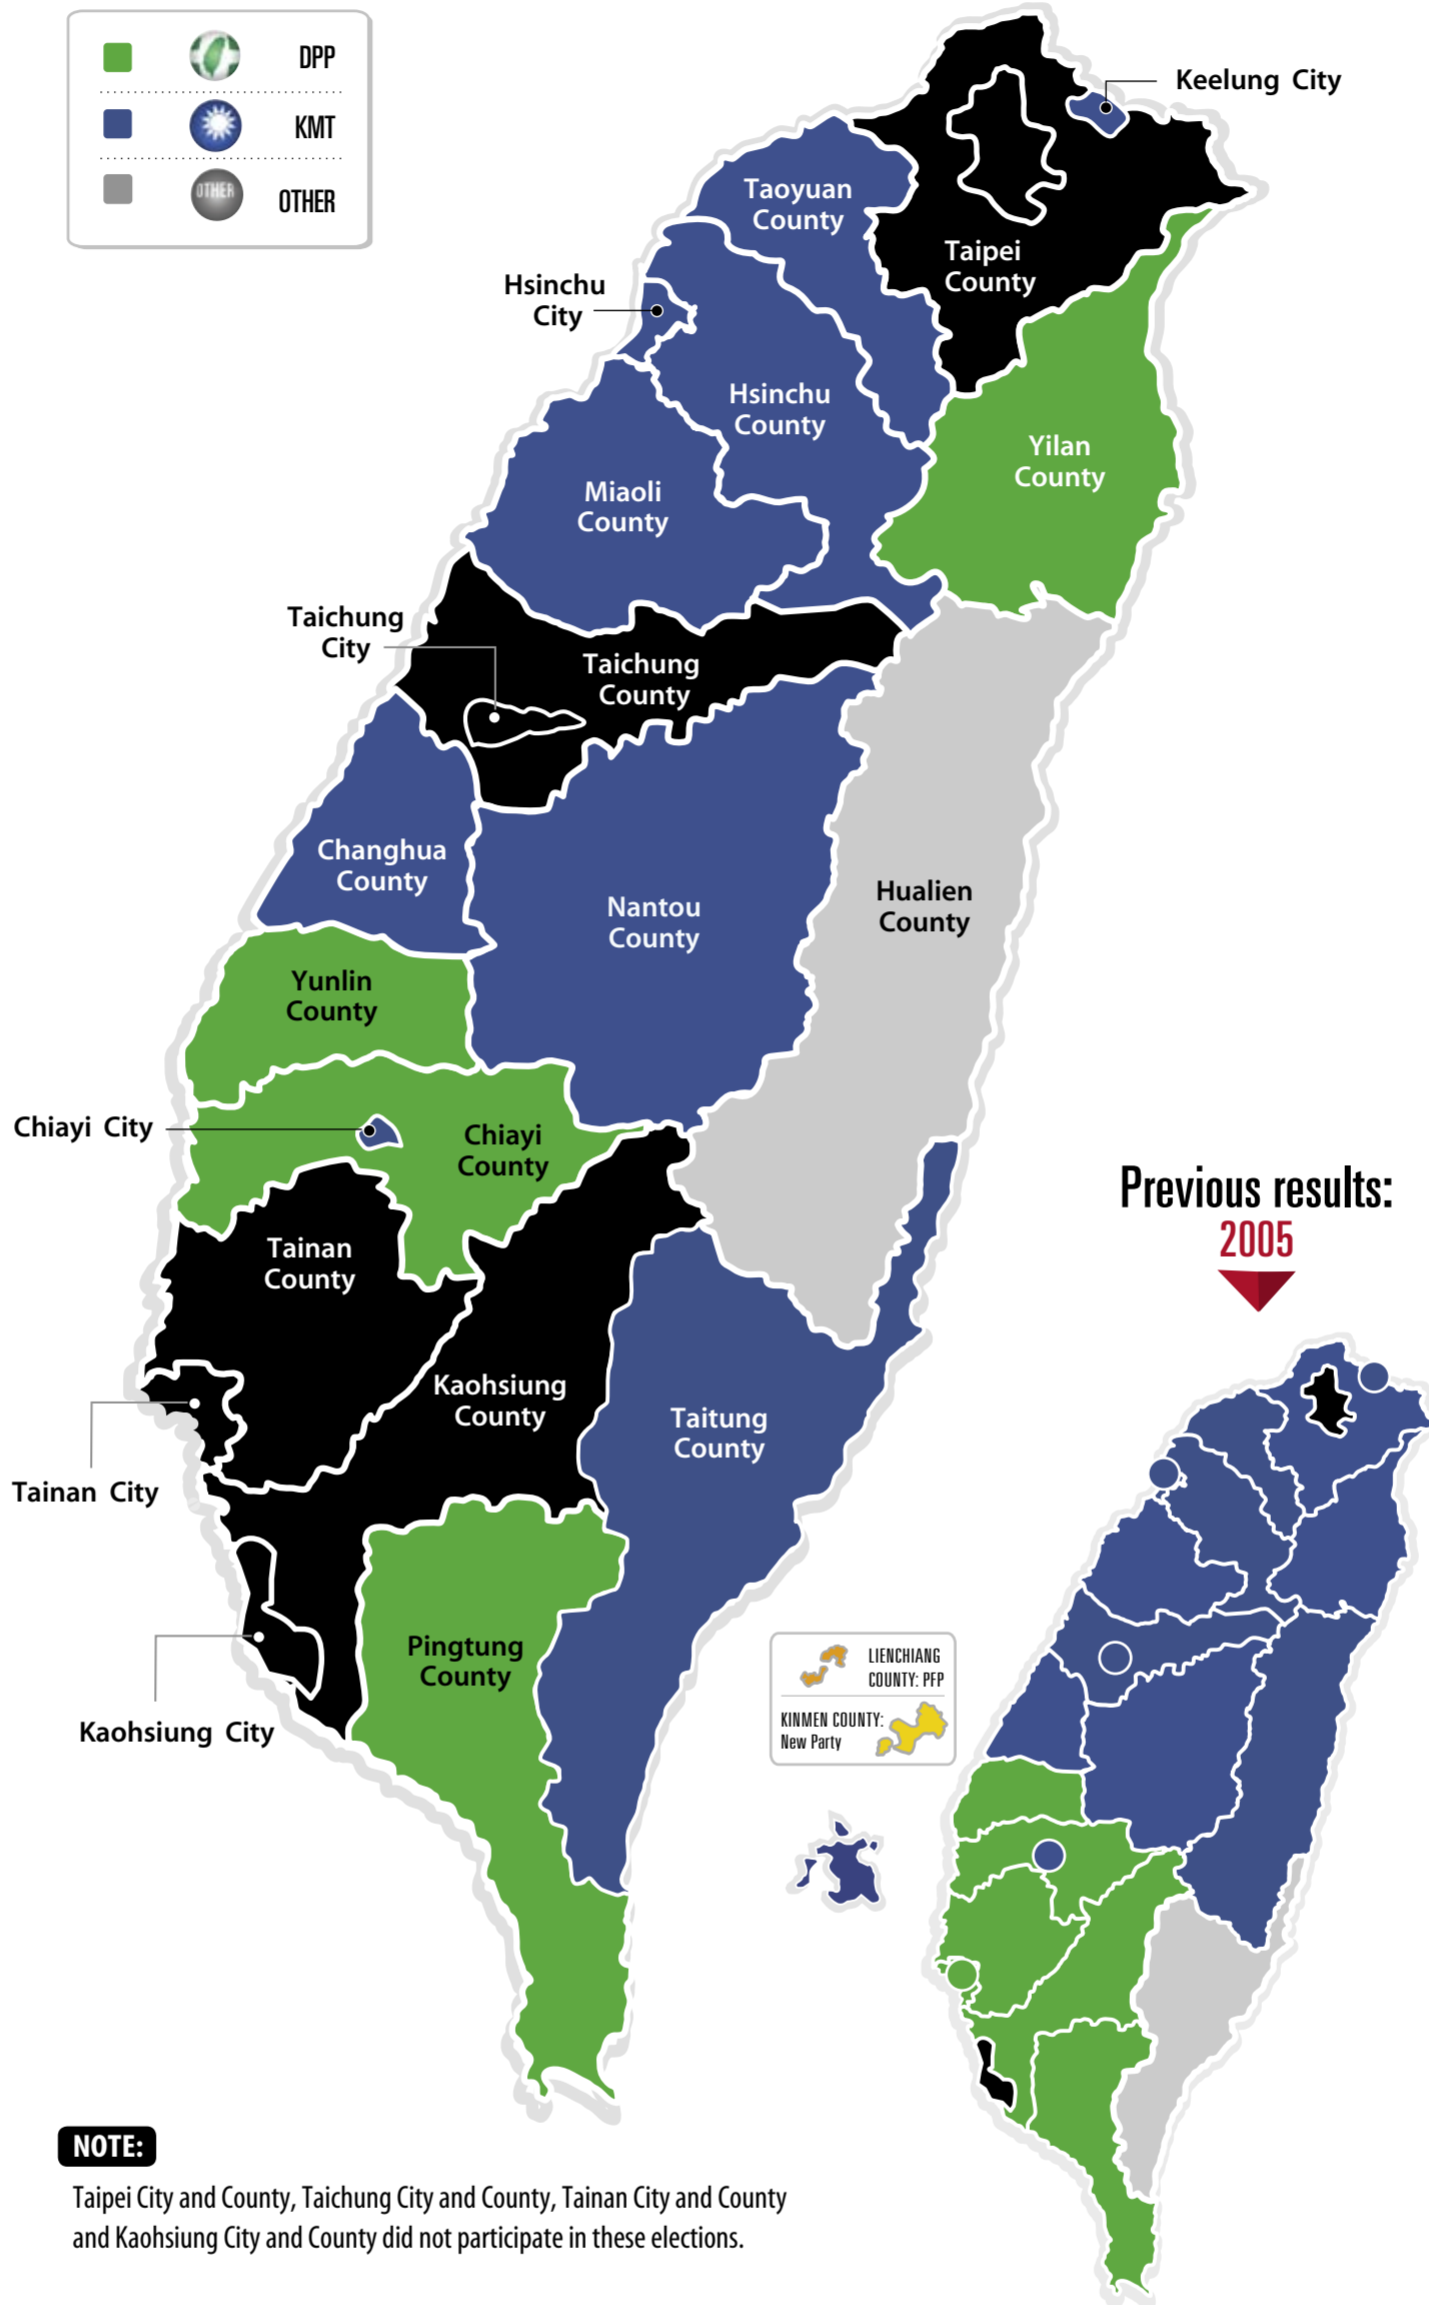 DPP
KMT
OTHER
OTHER
Keelung City
Taoyuan
County
Taipei
County
Hsinchu
City
Hsinchu
County
Yilan
County
Miaoli
County
Taichung
City
Taichung
County
Changhua
County
Nantou
County
Hualien
County
Yunlin
County
Chiayi City
Chiayi
County
Previous results:
2005
Tainan
County
Kaohsiung
County
Taitung
County
Tainan City
Pingtung
County
Kaohsiung City
LIENCHIANG
COUNTY: PFP
KINMEN COUNTY:
New Party
NOTE:
Taipei City and County, Taichung City and County, Tainan City and County
and Kaohsiung City and County did not participate in these elections.